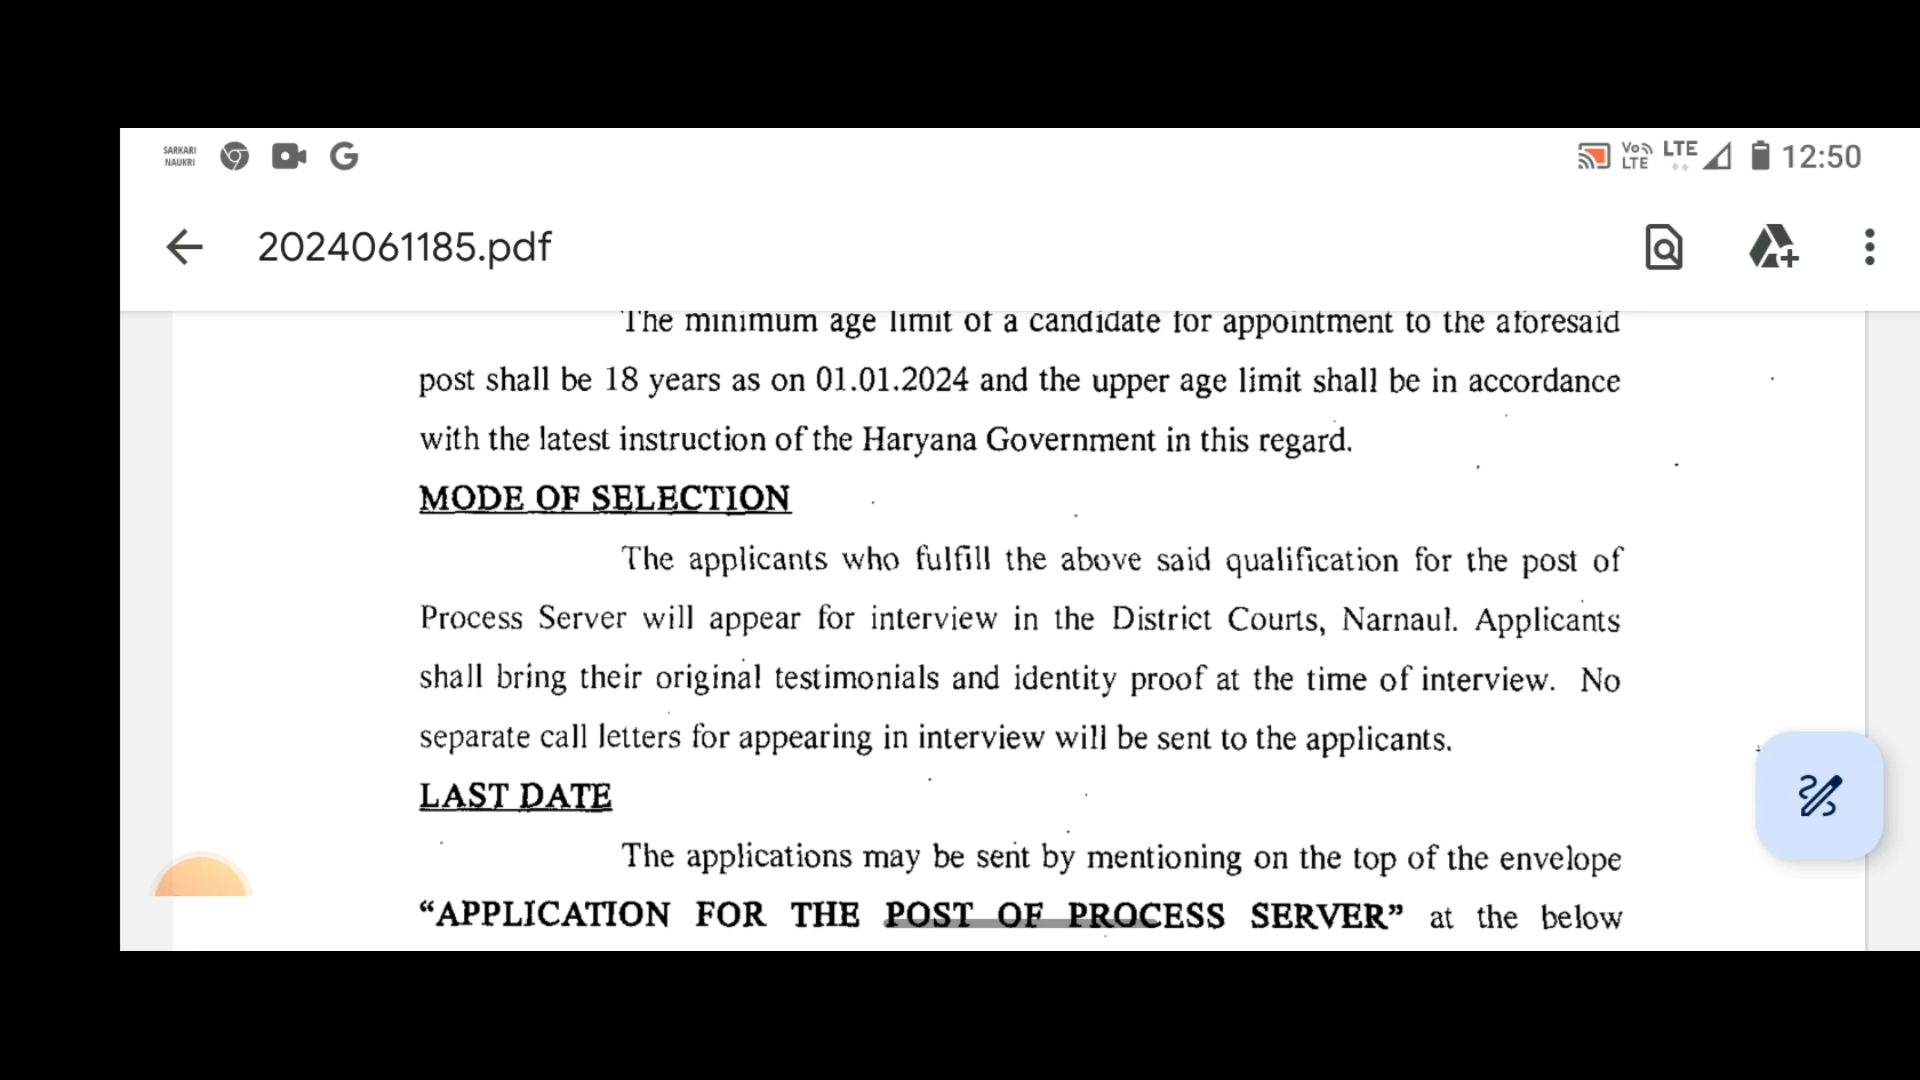 SARKARI
NAUKRI
VoLTE LTE 12:50
2024061185.pdf
The minimum age limit of a candidate for appointment to the aforesaid
post shall be 18 years as on 01.01.2024 and the upper age limit shall be in accordance
with the latest instruction of the Haryana Government in this regard.
MODE OF SELECTION
The applicants who fulfill the above said qualification for the post of
Process Server will appear for interview in the District Courts, Narnaul. Applicants
shall bring their original testimonials and identity proof at the time of interview. No
separate call letters for appearing in interview will be sent to the applicants.
LAST DATE
The applications may be sent by mentioning on the top of the envelope
“APPLICATION FOR THE POST OF PROCESS SERVER” at the below